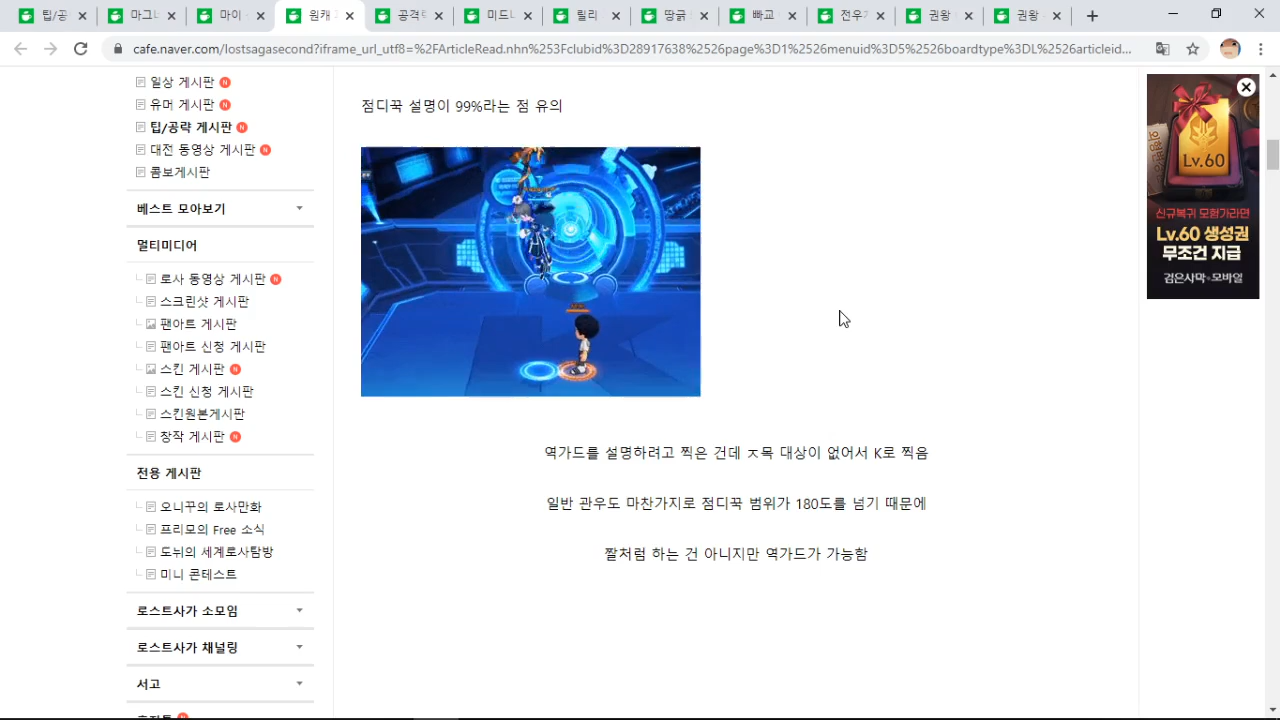 팁/공
마그나
마이
원캐
공격력
미드나
릴리
땅굵
빠교
전우치
권왕
권왕
cafe.naver.com/lostsagasecond?iframe_url_utf8=%2FArticleRead.nhn%253Fclubid%3D28917638%2526page%3D1%2526menuid%3D5%2526boardtype%3DL%2526articleid...
일상 게시판 N
유머 게시판 N
팁/공략 게시판 N
대전 동영상 게시판 N
콤보게시판
베스트 모아보기
멀티미디어
로사 동영상 게시판 N
스크린샷 게시판
팬아트 게시판
팬아트 신청 게시판
스킨 게시판 N
스킨 신청 게시판
스킨원본게시판
창작 게시판 N
전용 게시판
오니꾸의 로사만화
프리모의 Free 소식
도뉘의 세계로사탐방
미니 콘테스트
로스트사가 소모임
로스트사가 채널링
서고
점디꾹 설명이 99%라는 점 유의
역가드를 설명하려고 찍은 건데 ㅈ목 대상이 없어서 K로 찍음
일반 관우도 마찬가지로 점디꾹 범위가 180도를 넘기 때문에
짤처럼 하는 건 아니지만 역가드가 가능함
Lv.60
신규복귀 모험가라면
Lv.60 생성권
무조건 지급
검은사막 모바일